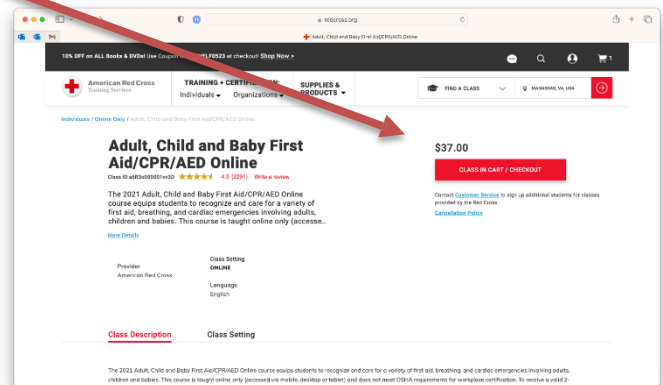 redcross.org
Adult, Child and Baby First Aid/CPR/AED Online
10% OFF on ALL Books & DVDs! Use Coupon
at checkout! Shop Now >
1
American Red Cross
Training Services
TRAINING +
Individuals
Organizations
SUPPLIES &
PRODUCTS
FIND A CLASS
MANASSAS, VA, USA
Individuals / Online Only / Adult, Child and Baby First Aid/CPR/AED Online
Adult, Child and Baby First
Aid/CPR/AED Online
Class ID
4.5 (2291)
Write a review
The 2021 Adult, Child and Baby First Aid/CPR/AED Online
course equips students to recognize and care for a variety of
first aid, breathing, and cardiac emergencies involving adults,
children and babies. This course is taught online only (accesse...
More Details
$37.00
CLASS IN CART / CHECKOUT
Contact Customer Service to sign up additional students for classes
provided by the Red Cross.
Cancellation Policy
Provider
American Red Cross
Class Setting
ONLINE
Language
English
Class Description
Class Setting
The 2021 Adult, Child and Baby First Aid/CPR/AED Online course equips students to recognize and care for a variety of first aid, breathing, and cardiac emergencies involving adults,
children and babies. This course is taught online only (accessed via mobile, desktop or tablet) and does not meet OSHA requirements for workplace certification. To receive a valid 2-